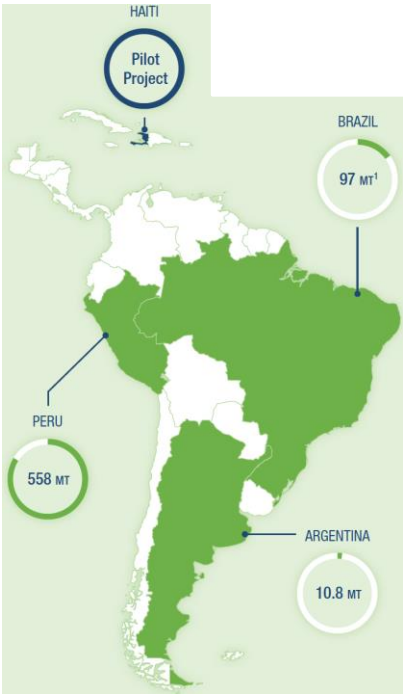 HAITI
Pilot
Project
BRAZIL
97 MT¹
PERU
558 MT
ARGENTINA
10.8 MT